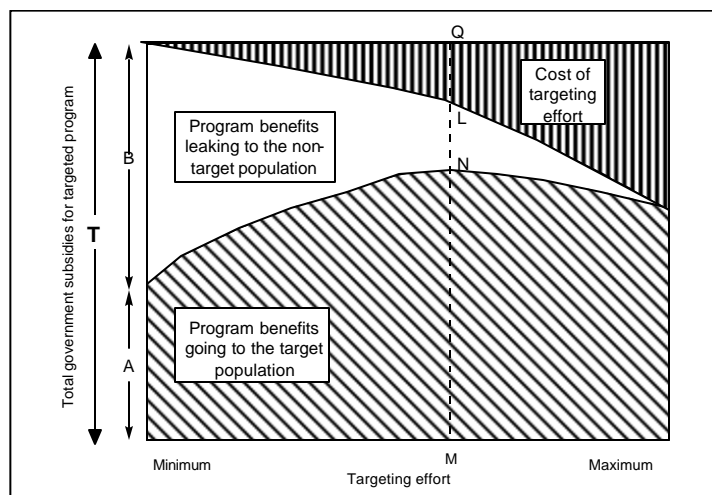 Q
Cost of
targeting
effort
L
Program benefits
leaking to the non-
target population
B
N
Total government subsidies for targeted program
T
Program benefits
going to the target
population
A
Minimum
M
Maximum
Targeting effort